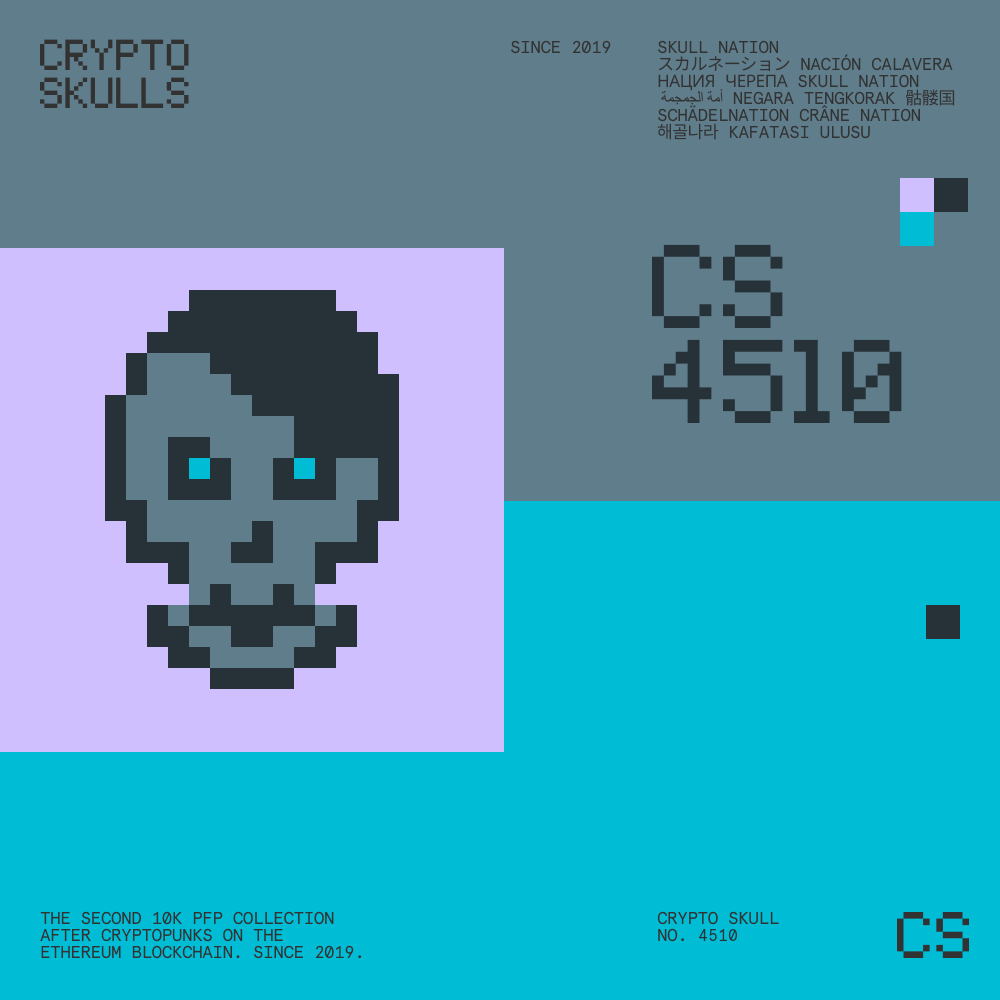 CRYPTO
SKULLS
SINCE 2019
SKULL NATION
スカルネーション NACIÓN CALAVERA
НАЦИЯ ЧЕРЕПА SKULL NATION
أمة الجمجمة NEGARA TENGKORAK 骷髅国
SCHÄDELNATION CRÂNE NATION
해골나라 KAFATASI ULUSU
CS
4510
THE SECOND 10K PFP COLLECTION
AFTER CRYPTOPUNKS ON THE
ETHEREUM BLOCKCHAIN. SINCE 2019.
CRYPTO SKULL
NO. 4510
CS